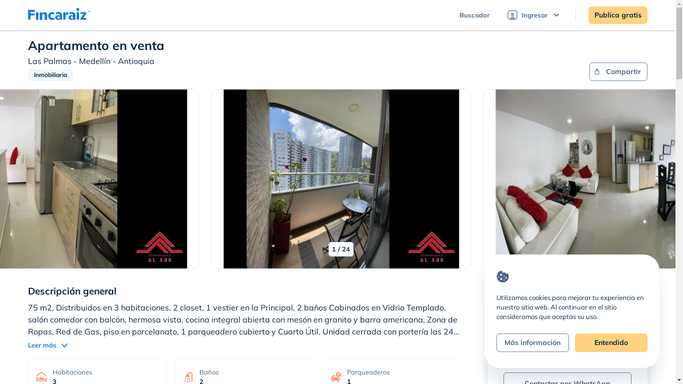 Fincaraiz
Buscador
Ingresar
Publica gratis
Apartamento en venta
Las Palmas - Medellín - Antioquia
Inmobiliaria
Compartir
AL SUR
1 / 24
AL SUR
Descripción general
75 m2, Distribuidos en 3 habitaciones, 2 closet, 1 vestier en la Principal, 2 baños Cabinados en Vidrio Templado,
salón comedor con balcón, hermosa vista, cocina integral abierta con mesón en granito y barra americana, Zona de
Ropas, Red de Gas, piso en porcelanato, 1 parqueadero cubierto y Cuarto Útil. Unidad cerrada con portería las 24...
Leer más
Habitaciones
3
Baños
2
Parqueaderos
1
Utilizamos cookies para mejorar tu experiencia en
nuestro sitio web. Al continuar en el sitio
consideramos que aceptas su uso.
Más información
Entendido
Contactar por WhatsApp